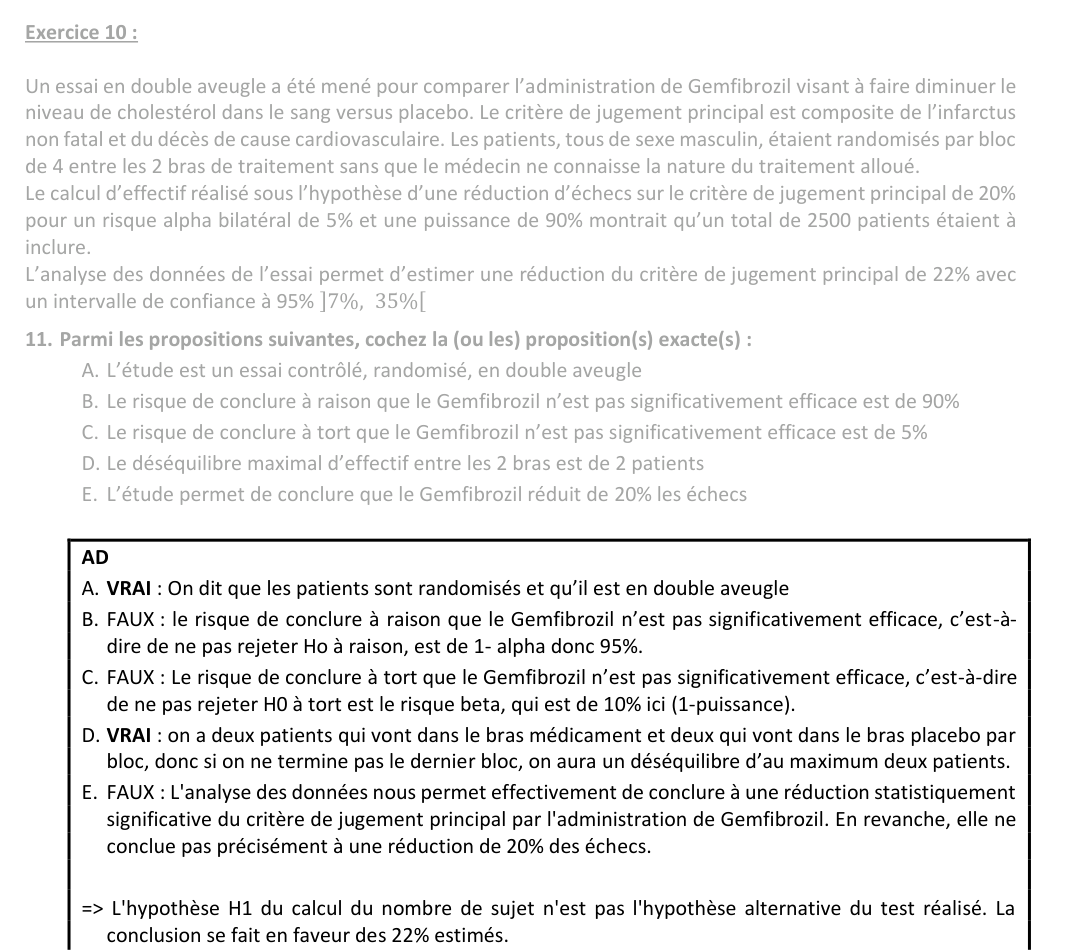 Exercice 10 :
Un essai en double aveugle a été mené pour comparer l’administration de Gemfibrozil visant à faire diminuer le
niveau de cholestérol dans le sang versus placebo. Le critère de jugement principal est composite de l’infarctus
non fatal et du décès de cause cardiovasculaire. Les patients, tous de sexe masculin, étaient randomisés par bloc
de 4 entre les 2 bras de traitement sans que le médecin ne connaisse la nature du traitement alloué.
Le calcul d’effectif réalisé sous l’hypothèse d’une réduction d’échecs sur le critère de jugement principal de 20%
pour un risque alpha bilatéral de 5% et une puissance de 90% montrait qu’un total de 2500 patients étaient à
inclure.
L’analyse des données de l’essai permet d’estimer une réduction du critère de jugement principal de 22% avec
un intervalle de confiance à 95% ]7%, 35%[
11. Parmi les propositions suivantes, cochez la (ou les) proposition(s) exacte(s) :
A. L’étude est un essai contrôlé, randomisé, en double aveugle
B. Le risque de conclure à raison que le Gemfibrozil n’est pas significativement efficace est de 90%
C. Le risque de conclure à tort que le Gemfibrozil n’est pas significativement efficace est de 5%
D. Le déséquilibre maximal d’effectif entre les 2 bras est de 2 patients
E. L’étude permet de conclure que le Gemfibrozil réduit de 20% les échecs
AD
A. VRAI : On dit que les patients sont randomisés et qu’il est en double aveugle
B. FAUX : le risque de conclure à raison que le Gemfibrozil n’est pas significativement efficace, c’est-à-
dire de ne pas rejeter Ho à raison, est de 1- alpha donc 95%.
C. FAUX : Le risque de conclure à tort que le Gemfibrozil n’est pas significativement efficace, c’est-à-dire
de ne pas rejeter H0 à tort est le risque beta, qui est de 10% ici (1-puissance).
D. VRAI : on a deux patients qui vont dans le bras médicament et deux qui vont dans le bras placebo par
bloc, donc si on ne termine pas le dernier bloc, on aura un déséquilibre d’au maximum deux patients.
E. FAUX : L'analyse des données nous permet effectivement de conclure à une réduction statistiquement
significative du critère de jugement principal par l'administration de Gemfibrozil. En revanche, elle ne
conclue pas précisément à une réduction de 20% des échecs.
=> L'hypothèse H1 du calcul du nombre de sujet n'est pas l'hypothèse alternative du test réalisé. La
conclusion se fait en faveur des 22% estimés.